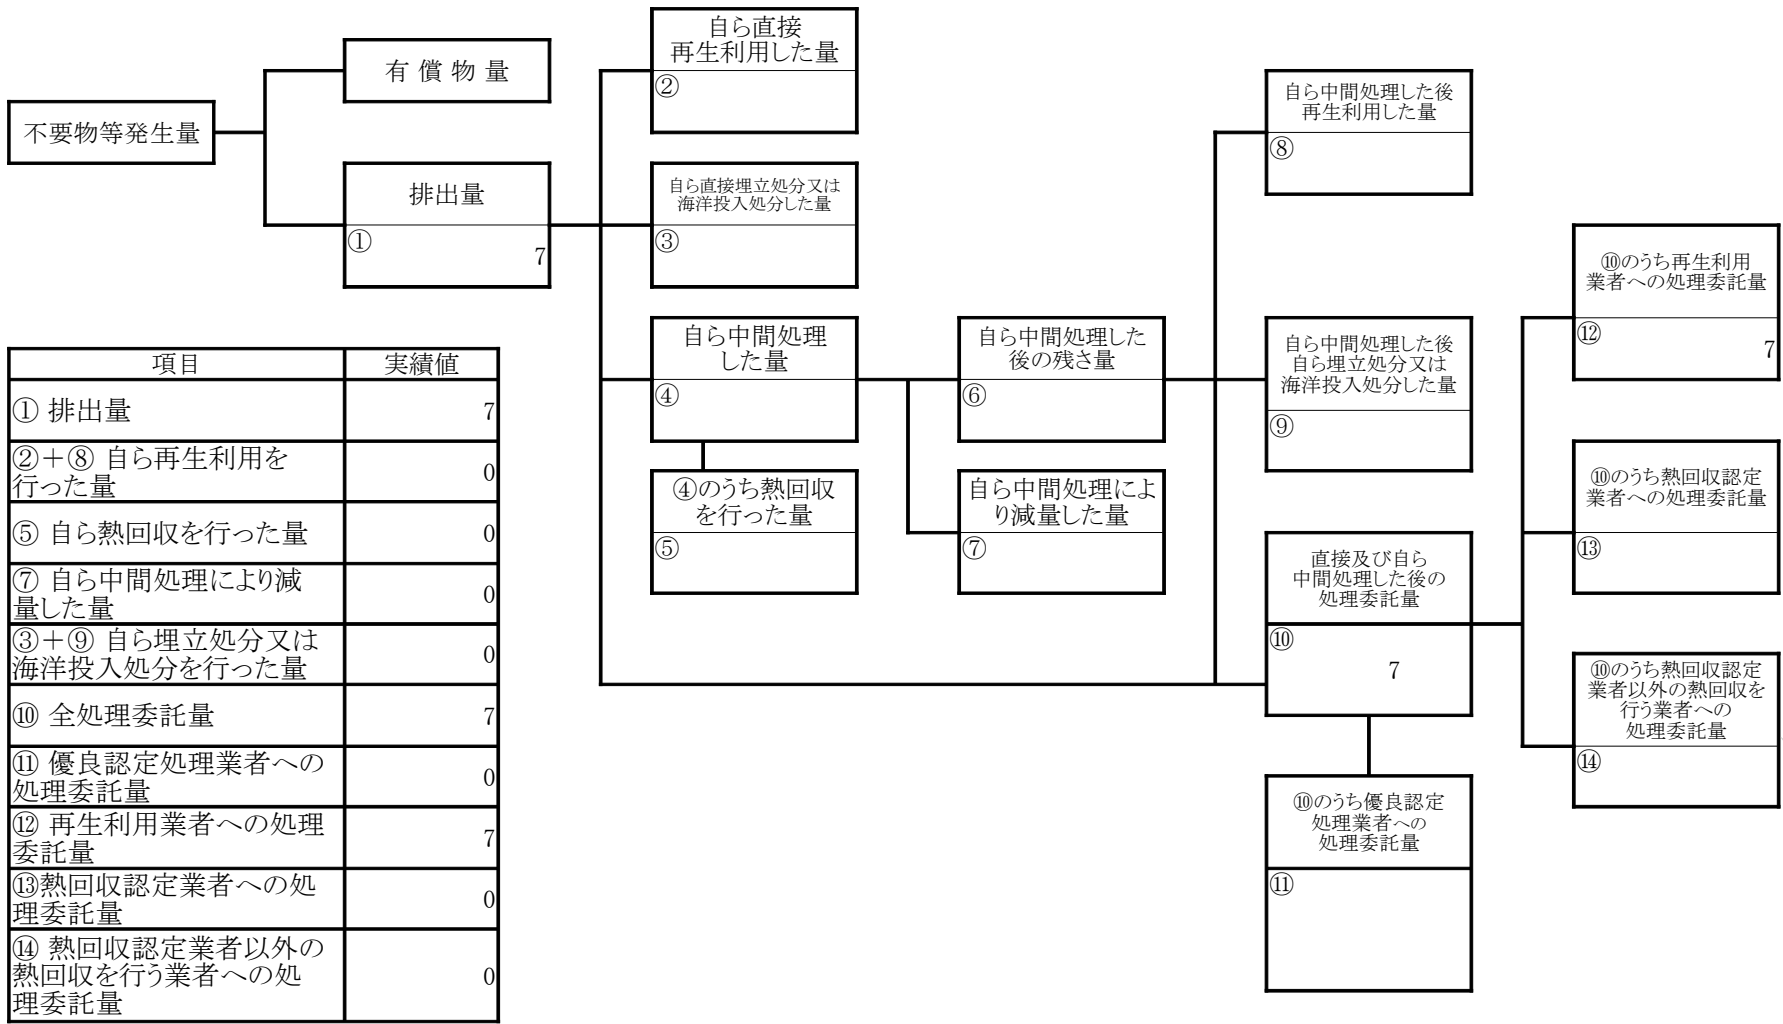 自ら直接
再生利用した量
②
有 償 物 量
不要物等発生量
排出量
①
7
自ら直接埋立処分又は
海洋投入処分した量
③
自ら中間処理した後
再生利用した量
⑧
⑩のうち再生利用
業者への処理委託量
⑫
7
自ら中間処理
した量
④
自ら中間処理した
後の残さ量
⑥
自ら中間処理した後
自ら埋立処分又は
海洋投入処分した量
⑨
④のうち熱回収
を行った量
⑤
自ら中間処理によ
り減量した量
⑦
⑩のうち熱回収認定
業者への処理委託量
⑬
直接及び自ら
中間処理した後の
処理委託量
⑩
7
⑩のうち熱回収認定
業者以外の熱回収を
行う業者への
処理委託量
⑭
⑩のうち優良認定
処理業者への
処理委託量
⑪
項目 実績値
① 排出量 7
②＋⑧ 自ら再生利用を
行った量 0
⑤ 自ら熱回収を行った量 0
⑦ 自ら中間処理により減
量した量 0
③＋⑨ 自ら埋立処分又は
海洋投入処分を行った量 0
⑩ 全処理委託量 7
⑪ 優良認定処理業者への
処理委託量 0
⑫ 再生利用業者への処理
委託量 7
⑬熱回収認定業者への処
理委託量 0
⑭ 熱回収認定業者以外の
熱回収を行う業者への処
理委託量 0